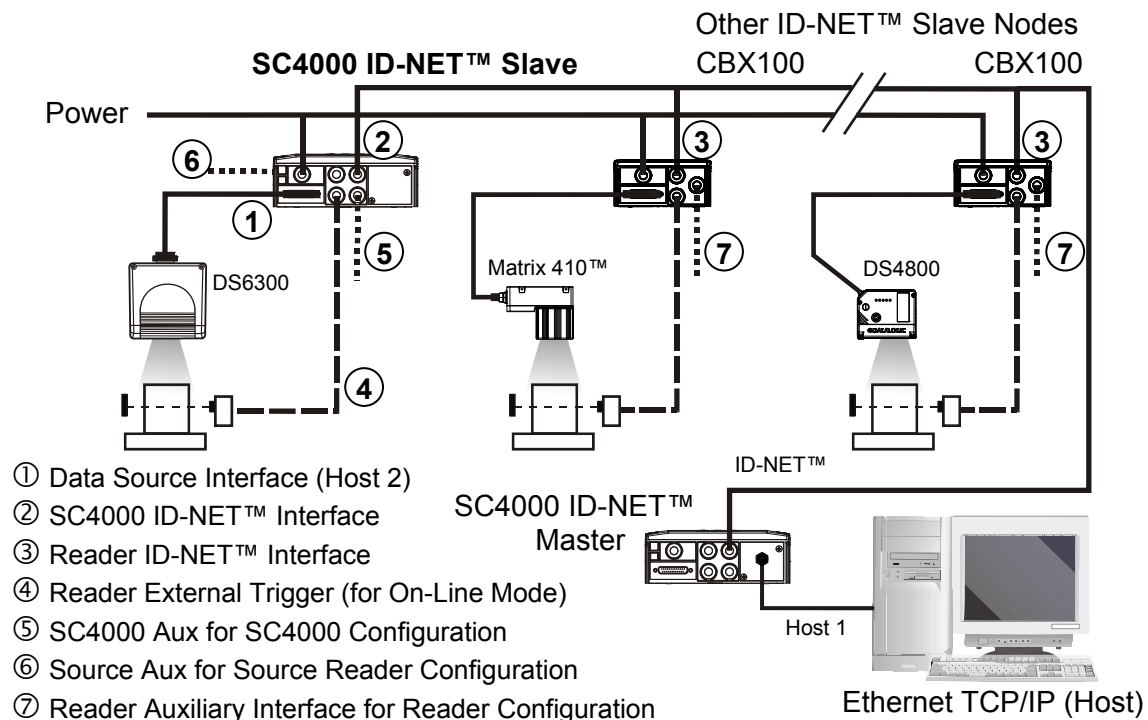 Other ID-NET™ Slave Nodes
SC4000 ID-NET™ Slave
CBX100
CBX100
Power
②
③
③
⑥
①
⑤
⑦
⑦
DS6300
Matrix 410™
DS4800
DATALOGIC
④
① Data Source Interface (Host 2)
② SC4000 ID-NET™ Interface
③ Reader ID-NET™ Interface
④ Reader External Trigger (for On-Line Mode)
⑤ SC4000 Aux for SC4000 Configuration
⑥ Source Aux for Source Reader Configuration
⑦ Reader Auxiliary Interface for Reader Configuration
ID-NET™
SC4000 ID-NET™
Master
Host 1
Ethernet TCP/IP (Host)